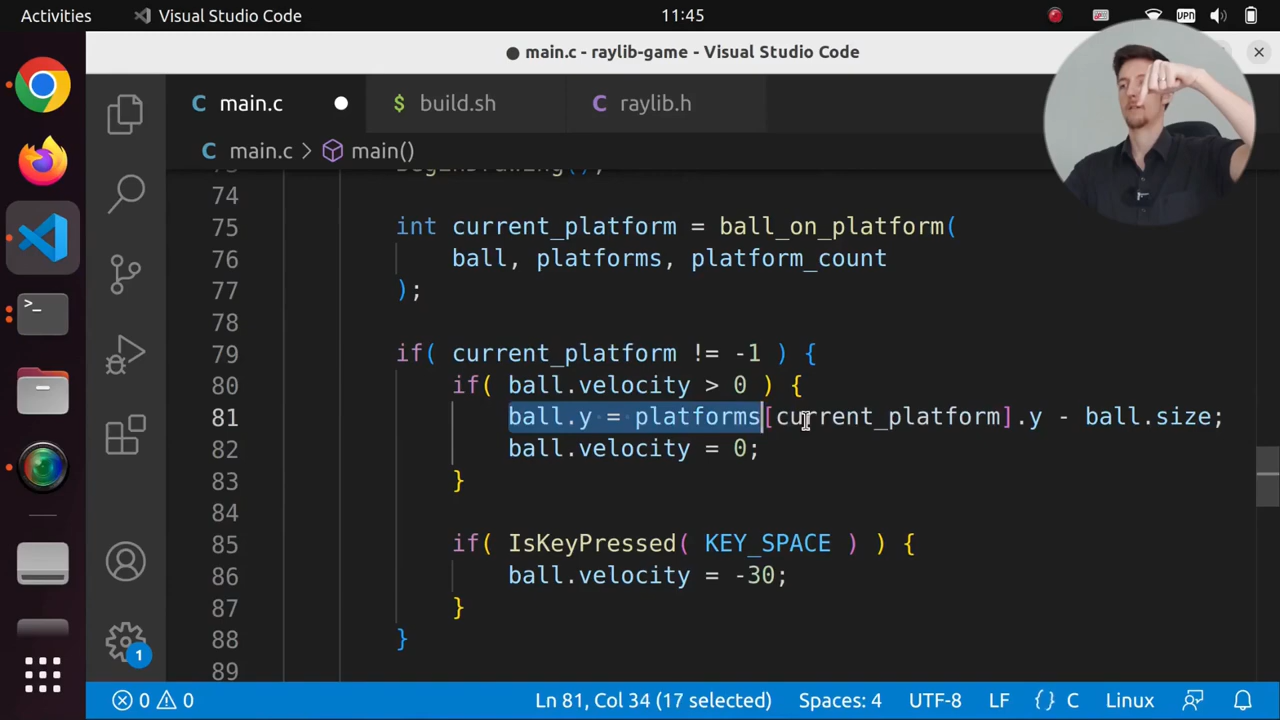 Activities
Visual Studio Code
11:45
VPN
● main.c - raylib-game - Visual Studio Code
C main.c ●
$ build.sh
C raylib.h
C main.c > main()
73 BeginDrawing();
74
75 int current_platform = ball_on_platform(
76 ball, platforms, platform_count
77 );
78
79 if( current_platform != -1 ) {
80 if( ball.velocity > 0 ) {
81 ball.y = platforms[current_platform].y - ball.size;
82 ball.velocity = 0;
83 }
84
85 if( IsKeyPressed( KEY_SPACE ) ) {
86 ball.velocity = -30;
87 }
88 }
89
1
0 0
Ln 81, Col 34 (17 selected)
Spaces: 4
UTF-8
LF
{} C
Linux